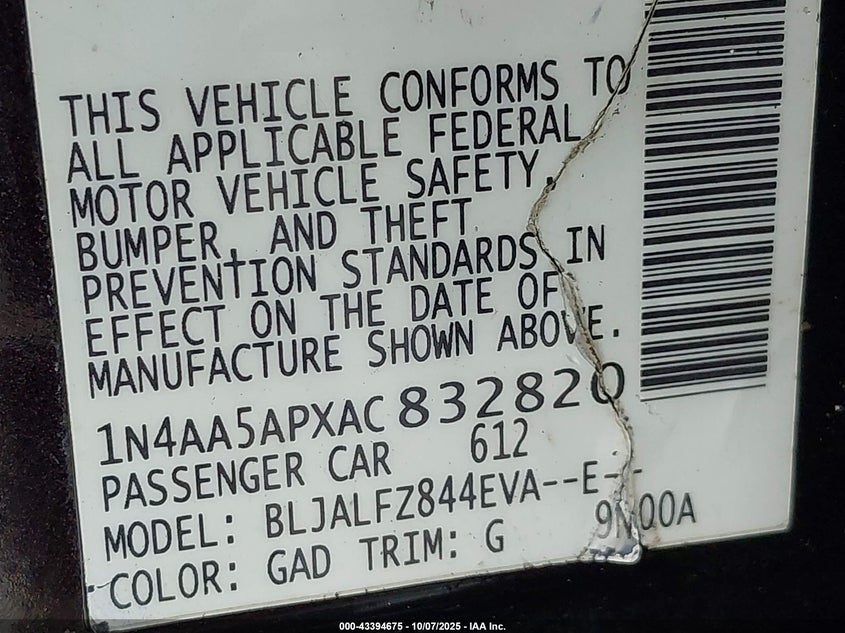 THIS VEHICLE CONFORMS TO
ALL APPLICABLE FEDERAL
MOTOR VEHICLE SAFETY,
BUMPER, AND THEFT
PREVENTION STANDARDS IN
EFFECT ON THE DATE OF
MANUFACTURE SHOWN ABOVE.
1N4AA5APXAC832820
PASSENGER CAR 612
MODEL: BLJALFZ844EVA--E--
COLOR: GAD TRIM: G
000-43394675 | 10/07/2025 - IAA Inc.